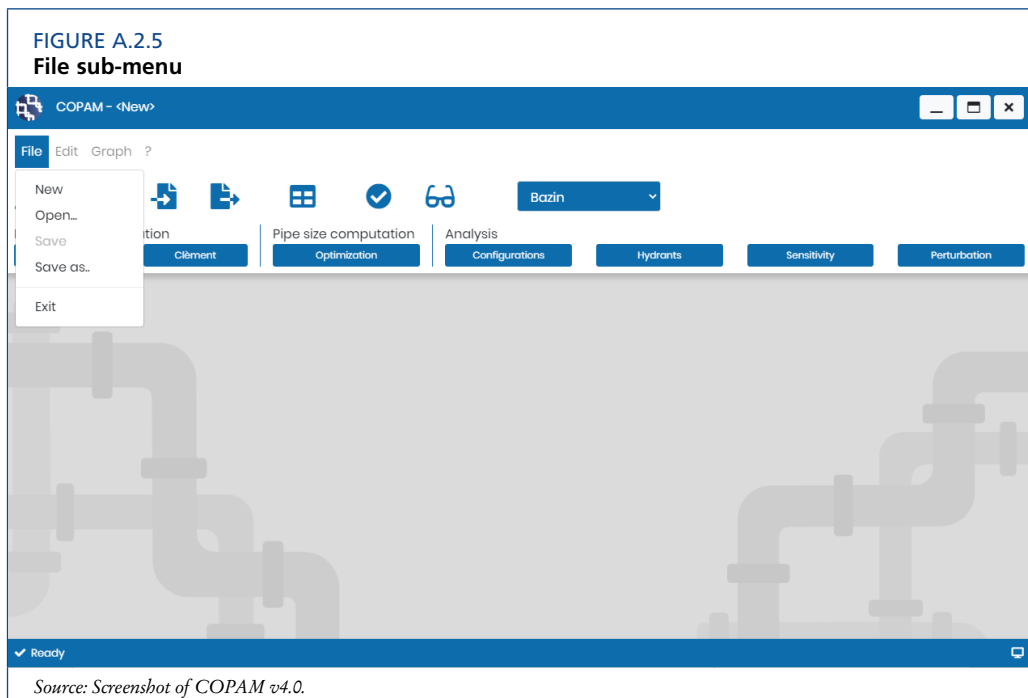 FIGURE A.2.5
File sub-menu
COPAM - <New>
File Edit Graph ?
New
Open...
Save
Save as..
Exit
Bazin
tion
Pipe size computation
Analysis
Clèment
Optimization
Configurations
Hydrants
Sensitivity
Perturbation
Ready
Source: Screenshot of COPAM v4.0.